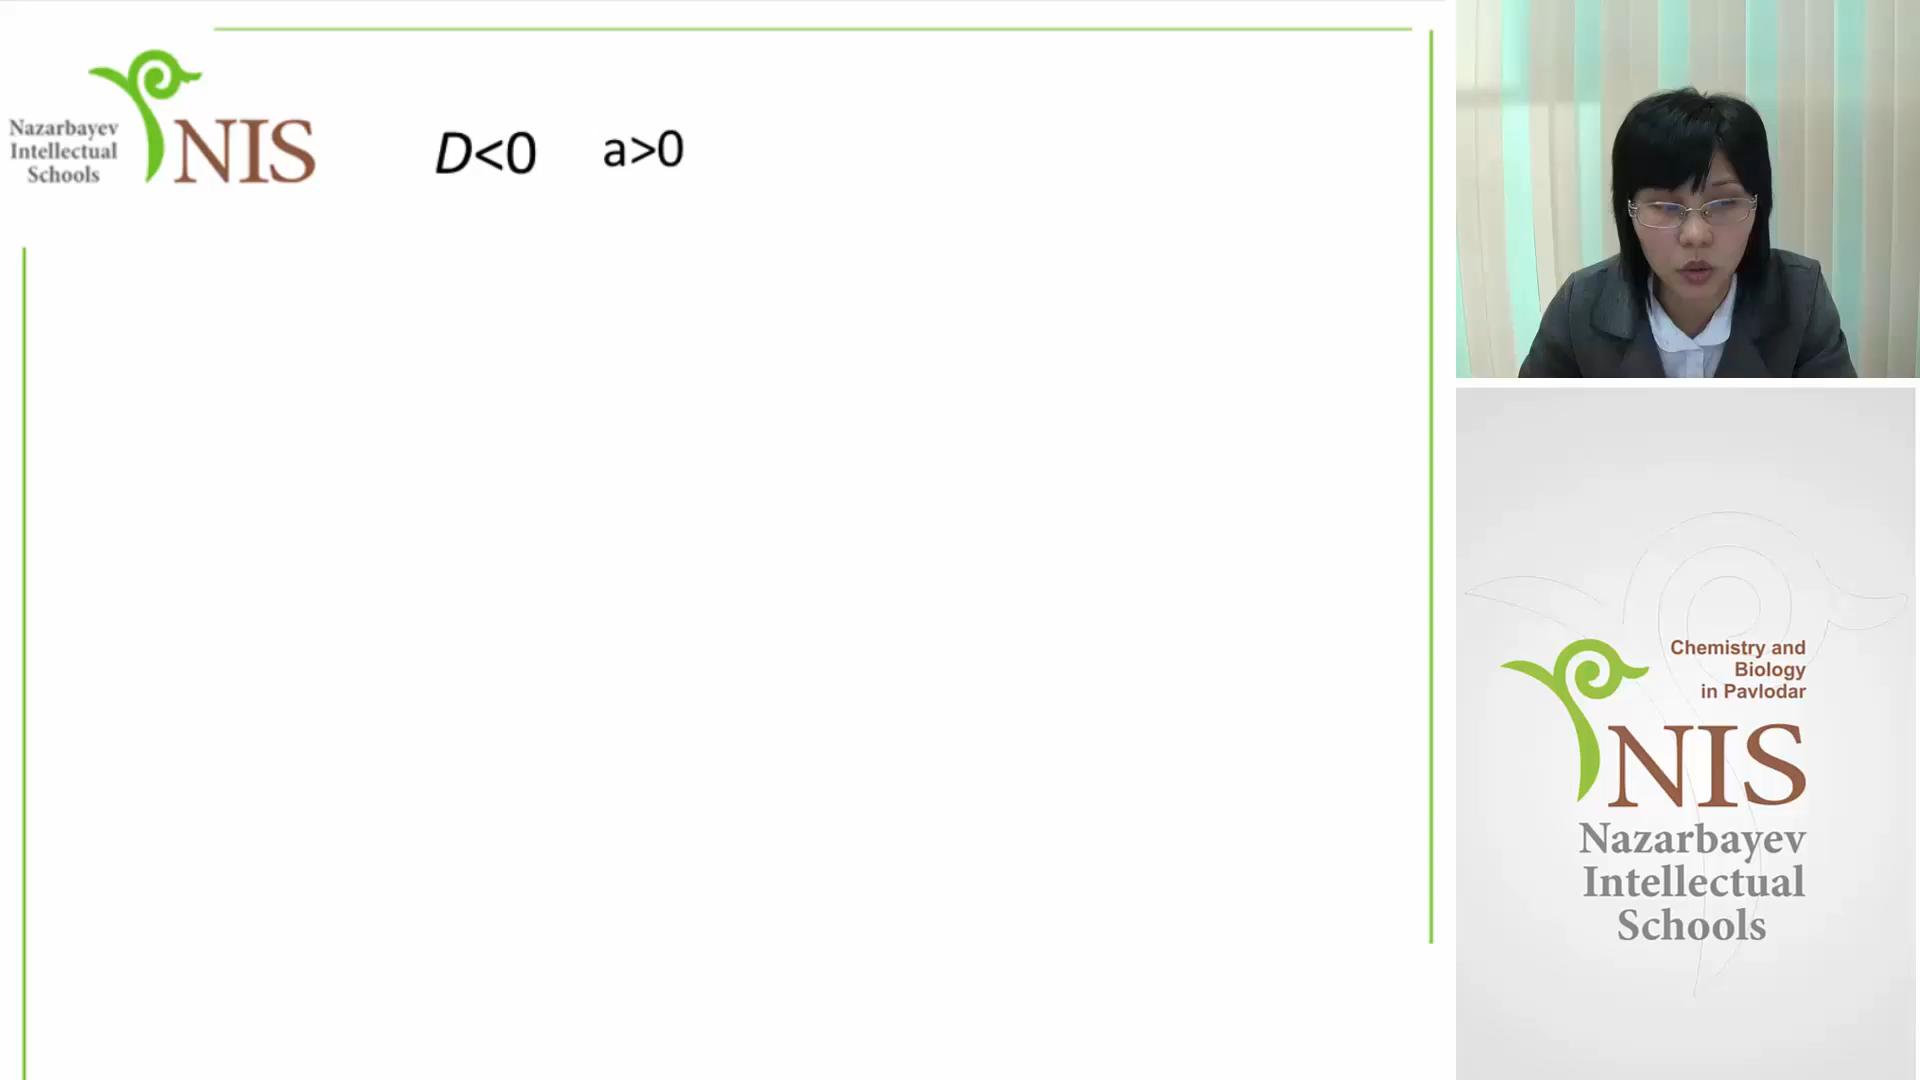 Nazarbayev
Intellectual
Schools
NIS
D<0 a>0
Chemistry and
Biology
in Pavlodar
NIS
Nazarbayev
Intellectual
Schools